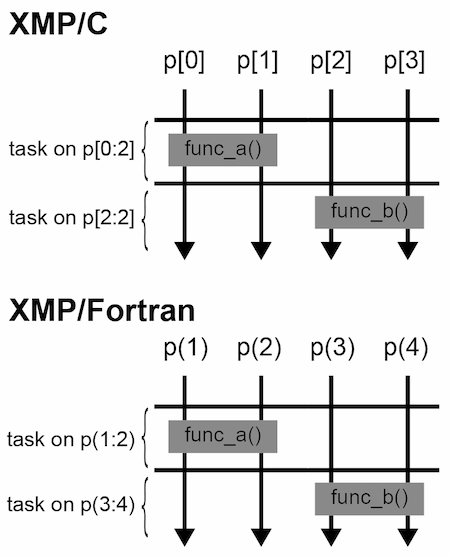 XMP/C
p[0] p[1] p[2] p[3]
task on p[0:2] func_a()
task on p[2:2] func_b()
XMP/Fortran
p(1) p(2) p(3) p(4)
task on p(1:2) func_a()
task on p(3:4) func_b()